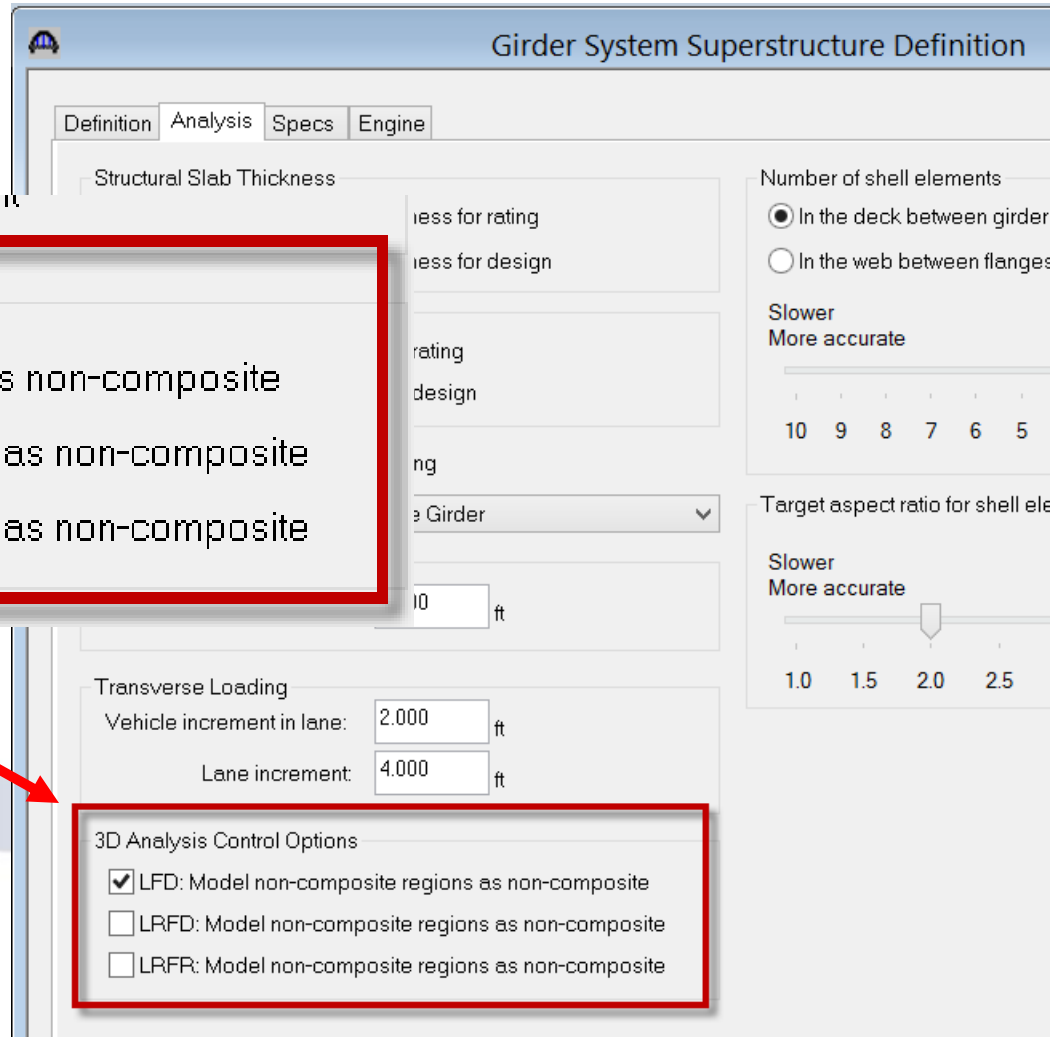 Girder System Superstructure Definition
Definition Analysis Specs Engine
Structural Slab Thickness
for rating
for design
rating
design
Girder
ft
Transverse Loading
Vehicle increment in lane: 2.000 ft
Lane increment: 4.000 ft
3D Analysis Control Options
LFD: Model non-composite regions as non-composite
LRFD: Model non-composite regions as non-composite
LRFR: Model non-composite regions as non-composite
non-composite
as non-composite
as non-composite
Number of shell elements
In the deck between girder
In the web between flanges
Slower
More accurate
10 9 8 7 6 5
Target aspect ratio for shell
Slower
More accurate
1.0 1.5 2.0 2.5